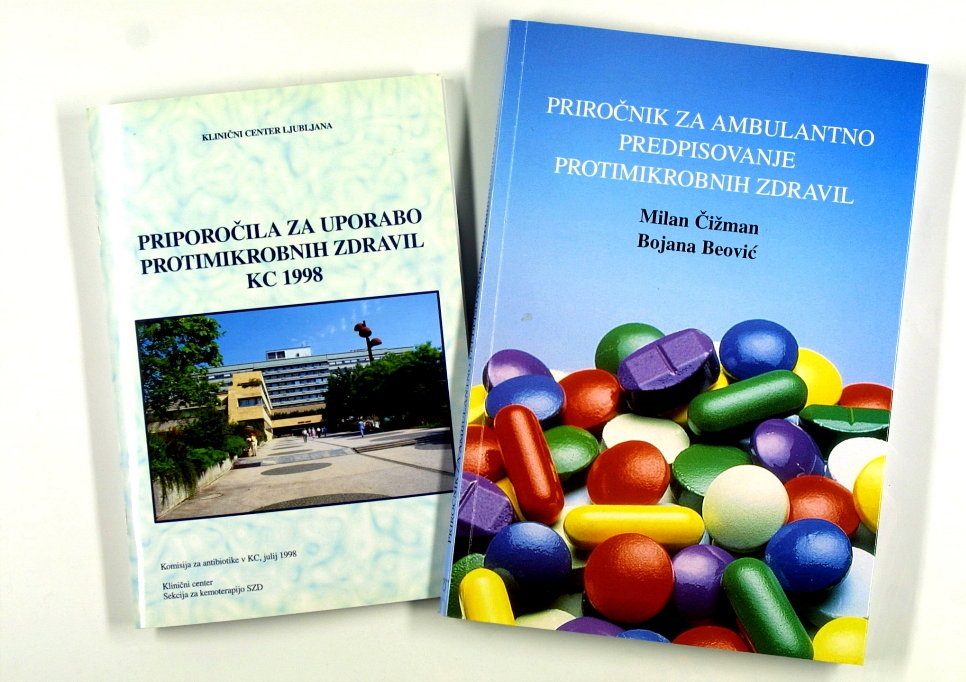 KLINIČNI CENTER LJUBLJANA
PRIPOROČILA ZA UPORABO
PROTIMIKROBNIH ZDRAVIL
KC 1998
Komisija za antibiotike v KC, julij 1998
Klinični center
Sekcija za kemoterapijo SZD
PRIROČNIK ZA AMBULANTNO
PREDPISOVANJE
PROTIMIKROBNIH ZDRAVIL
Milan Čižman
Bojana Beović